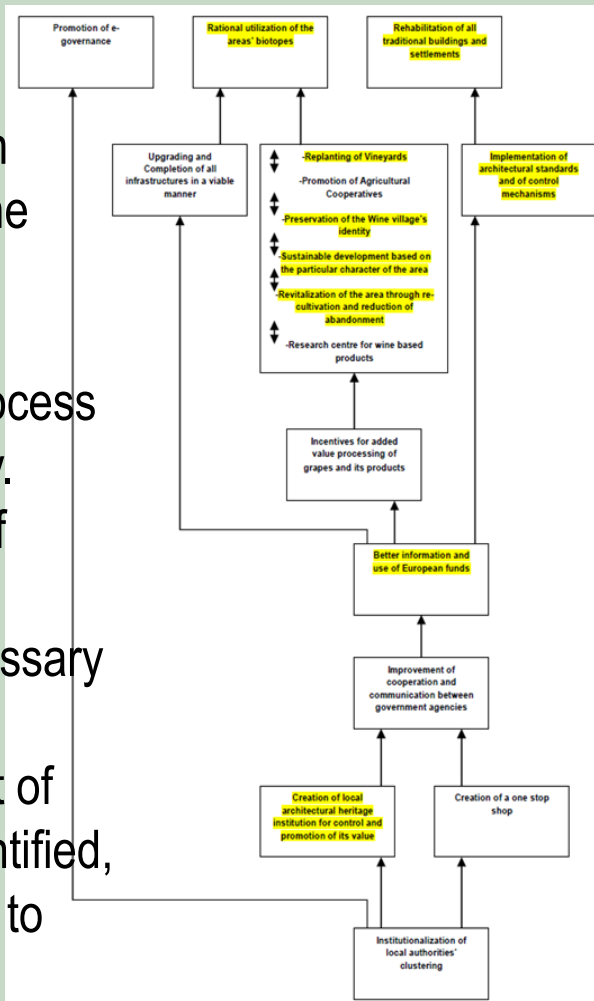 Promotion of e-
governance
Rational utilization of the
areas' biotopes
Rehabilitation of all
traditional buildings and
settlements
Upgrading and
Completion of all
infrastructures in a viable
manner
-Replanting of Vineyards
-Promotion of Agricultural
Cooperatives
-Preservation of the Wine village's
identity
-Sustainable development based on
the particular character of the area
-Revitalization of the area through re-
cultivation and reduction of
abandonment
-Research centre for wine based
products
Implementation of
architectural standards
and of control
mechanisms
Incentives for added
value processing of
grapes and its products
Better information and
use of European funds
Improvement of
cooperation and
communication between
government agencies
Creation of local
architectural heritage
institution for control and
promotion of its value
Creation of a one stop
shop
Institutionalization of
local authorities'
clustering
ocess
ssary
t of
ntified,
to